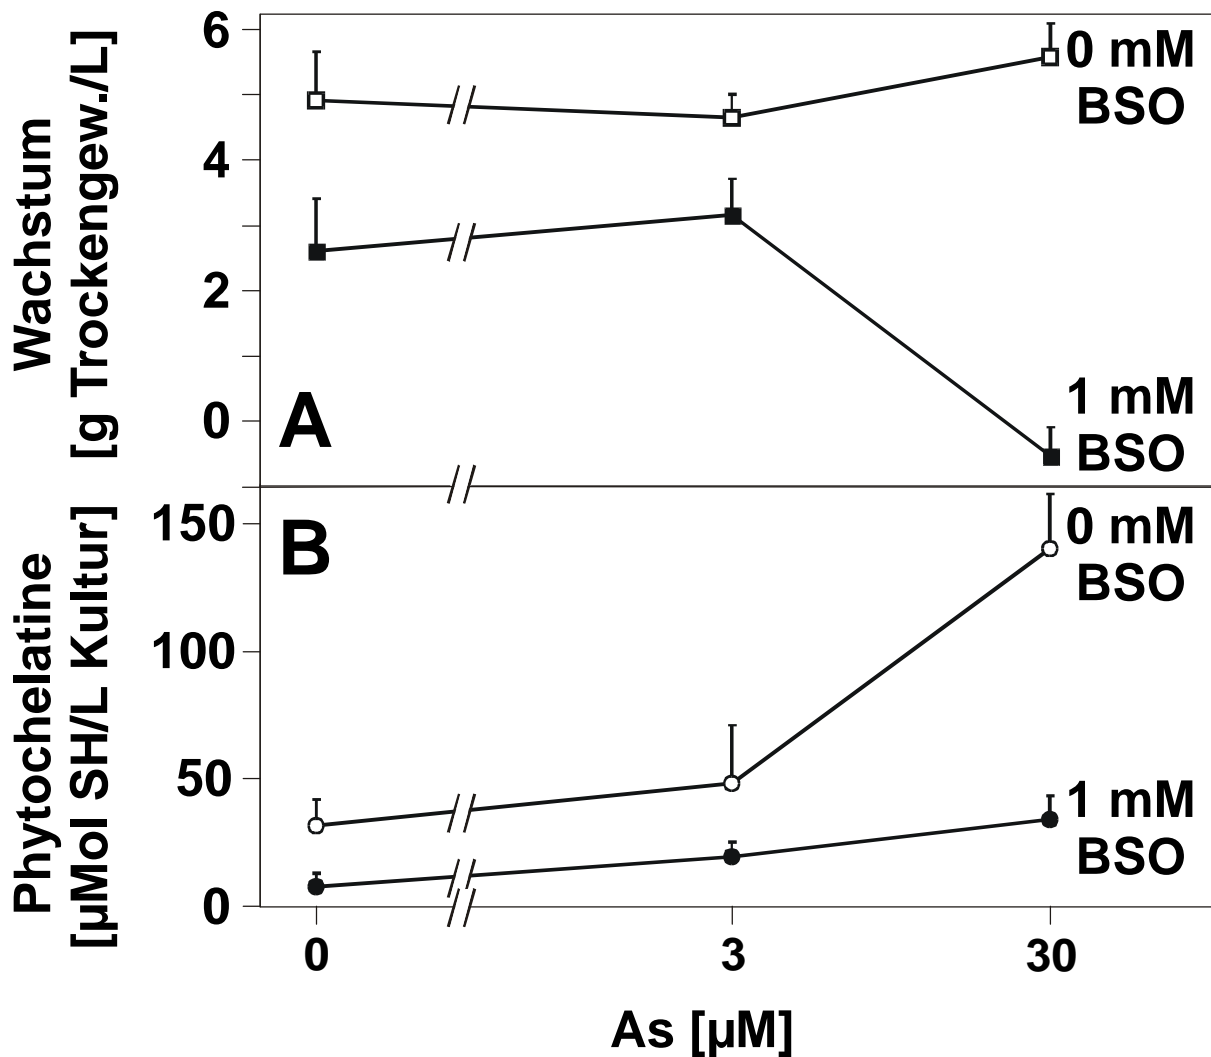 Wachstum
[g Trockengew./L]
6
4
2
0
A
0 mM
BSO
1 mM
BSO
Phytochelatine
[µMol SH/L Kultur]
150
100
50
0
B
0 mM
BSO
1 mM
BSO
0 3 30
As [µM]